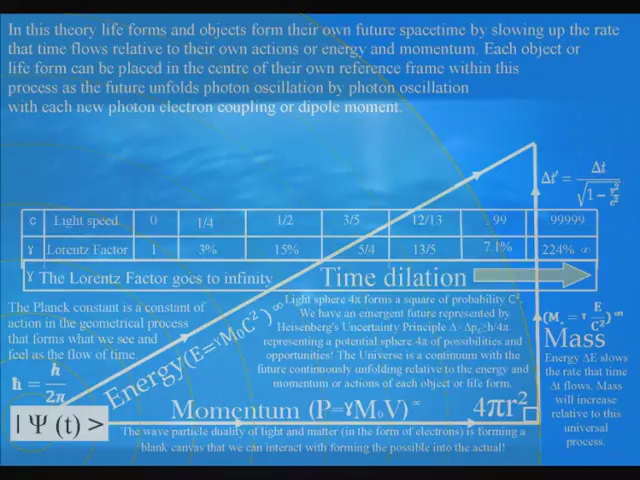 In this theory life forms and objects form their own future spacetime by slowing up the rate
that time flows relative to their own actions or energy and momentum. Each object or
life form can be placed in the centre of their own reference frame within this
process as the future unfolds photon oscillation by photon oscillation
with each new photon electron coupling or dipole moment.
Δt' = Δt / √1 -
C Light speed 0 1/4 1/2 3/5 12/13 .99 99999
γ Lorentz Factor 1 3% 15% 5/4 13/5 7.1% 224% ∞
γ The Lorentz Factor goes to infinity Time dilation
The Planck constant is a constant of
action in the geometrical process
that forms what we see and
feel as the flow of time.
ħ = h / 2π
Energy (E=γM₀C²)∞
Light sphere 4π forms a square of probability C².
We have an emergent future represented by
Heisenberg's Uncertainty Principle Δ×Δp≥h/4π
representing a potential sphere 4π of possibilities and
opportunities! The Universe is a continuum with the
future continuously unfolding relative to the energy and
momentum or actions of each object or life form.
(M₀ = γ E / C²)∞
Mass
Energy ΔE slows
the rate that time
Δt flows. Mass
will increase
relative to this
universal
process.
| Ψ (t) > Momentum (P=γM₀V)∞ 4πr²
The wave particle duality of light and matter (in the form of electrons) is forming a
blank canvas that we can interact with forming the possible into the actual!